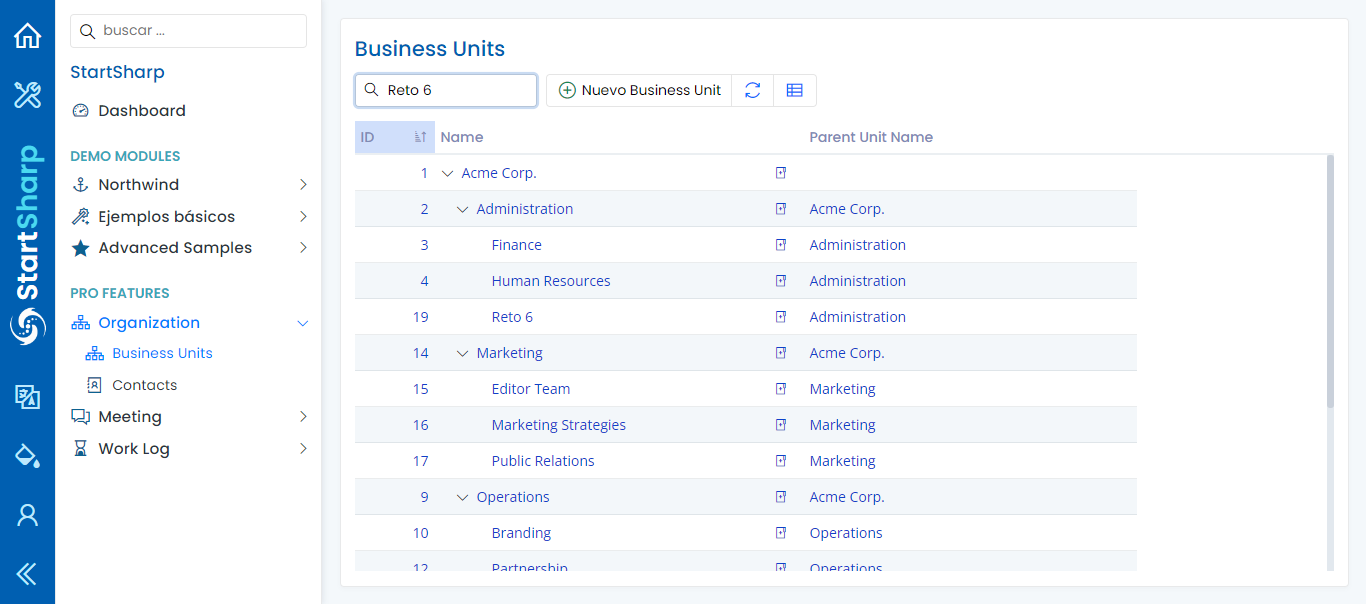 StartSharp
buscar ...
StartSharp
Dashboard
DEMO MODULES
Northwind
Ejemplos básicos
Advanced Samples
PRO FEATURES
Organization
Business Units
Contacts
Meeting
Work Log
Business Units
Reto 6 Nuevo Business Unit
ID Name Parent Unit Name
1 Acme Corp.
2 Administration Acme Corp.
3 Finance Administration
4 Human Resources Administration
19 Reto 6 Administration
14 Marketing Acme Corp.
15 Editor Team Marketing
16 Marketing Strategies Marketing
17 Public Relations Marketing
9 Operations Acme Corp.
10 Branding Operations
12 Partnership Operations